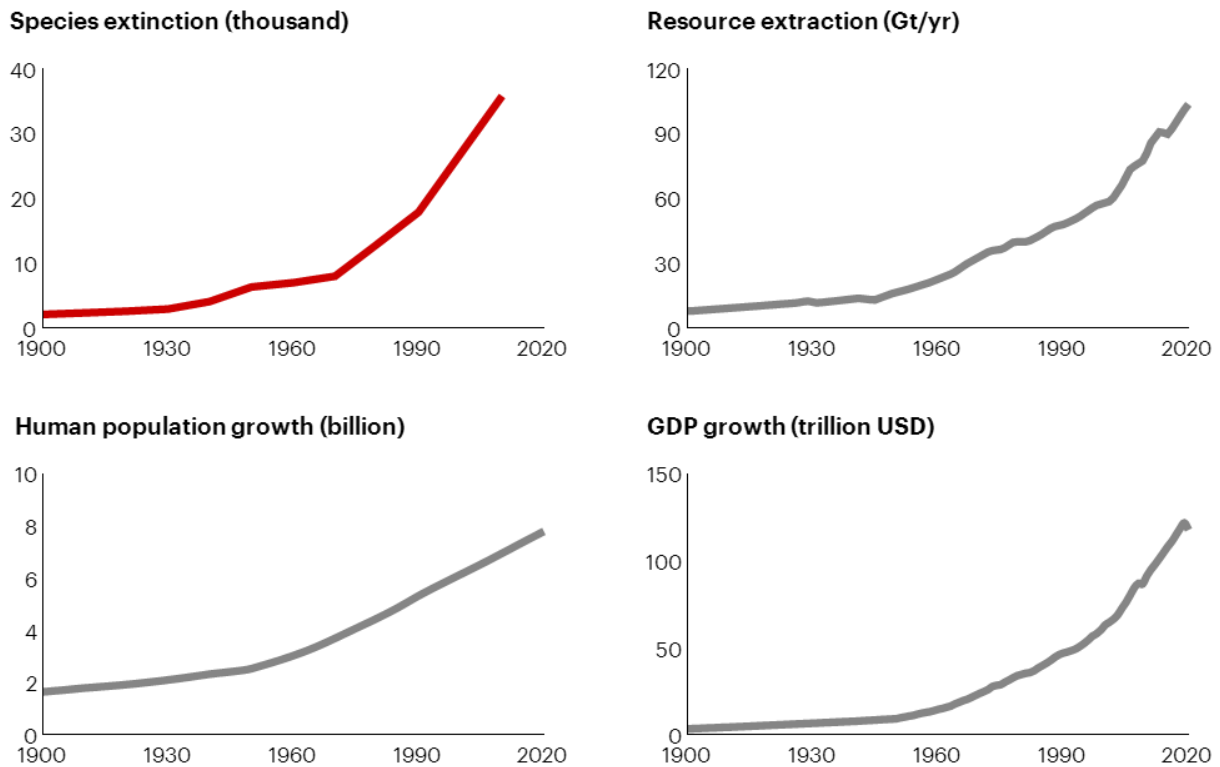 Species extinction (thousand)
40
30
20
10
0
1900 1930 1960 1990 2020
Resource extraction (Gt/yr)
120
90
60
30
0
1900 1930 1960 1990 2020
Human population growth (billion)
10
8
6
4
2
0
1900 1930 1960 1990 2020
GDP growth (trillion USD)
150
100
50
0
1900 1930 1960 1990 2020